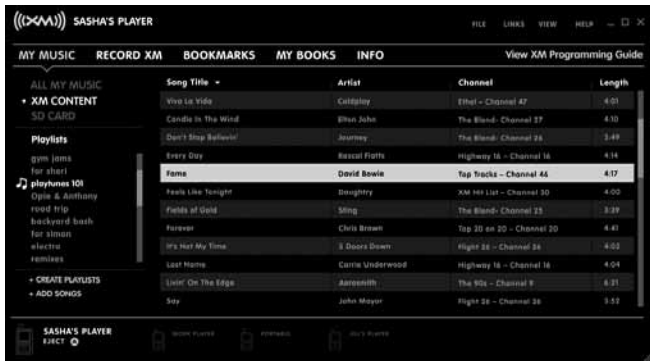 ((XM)) SASHA'S PLAYER
FILE LINKS VIEW HELP
MY MUSIC RECORD XM BOOKMARKS MY BOOKS INFO View XM Programming Guide
ALL MY MUSIC
• XM CONTENT
SD CARD
Playlists
gym jams
for shari
playtunes 101
Opie & Anthony
road trip
backyard bash
for simon
electro
remixes
+ CREATE PLAYLISTS
+ ADD SONGS
Song Title Artist Channel Length
Viva La Vida Coldplay Ethel - Channel 47 4:01
Candle In The Wind Elton John The Blend- Channel 27 4:10
Don't Stop Believin' Journey The Blend- Channel 26 3:49
Every Day Rascal Flatts Highway 16 - Channel 16 4:14
Fame David Bowie Top Tracks - Channel 46 4:17
Feels Like Tonight Daughtry XM Hit List - Channel 30 4:00
Fields of Gold Sting The Blend- Channel 25 3:39
Forever Chris Brown Top 20 on 20 - Channel 20 4:41
It's Not My Time 3 Doors Down Flight 26 - Channel 26 4:02
Last Name Carrie Underwood Highway 16 - Channel 16 4:04
Livin' On The Edge Aerosmith The 90s - Channel 9 6:21
Say John Mayer Flight 26 - Channel 26 3:52
SASHA'S PLAYER
EJECT
WORK PLAYER
PORTABLE
PLAYER